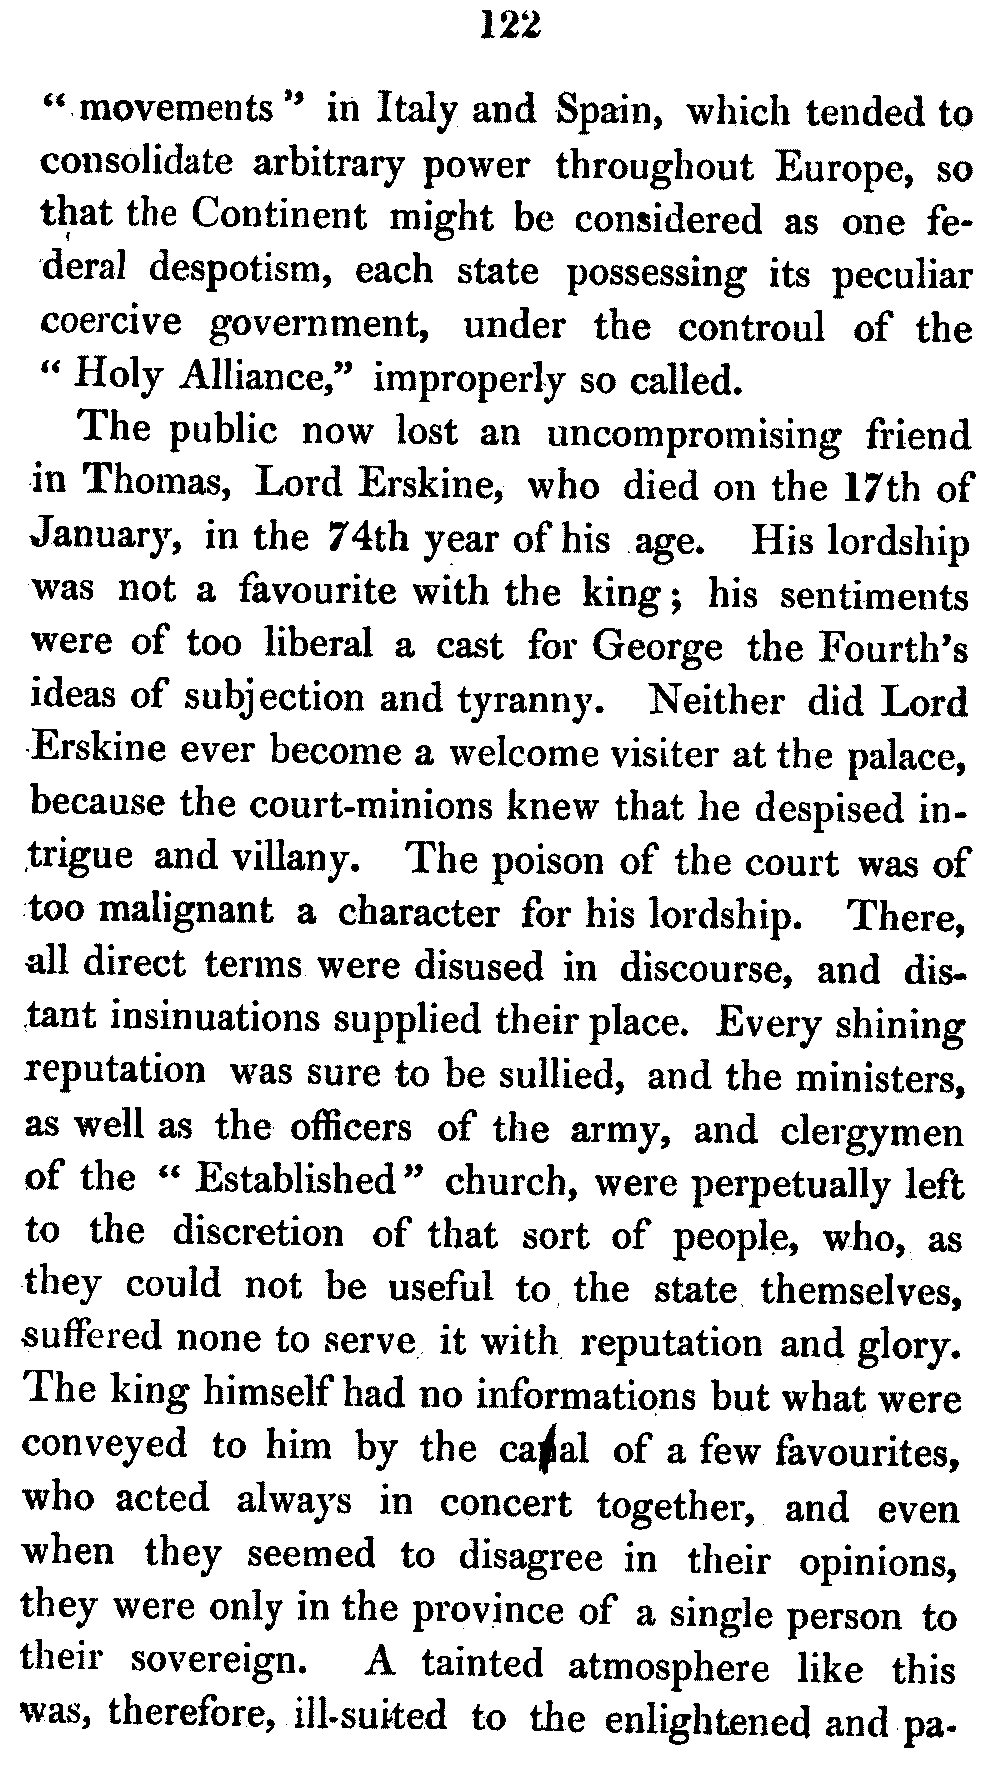 122
“ movements ” in Italy and Spain, which tended to
consolidate arbitrary power throughout Europe, so
that the Continent might be considered as one fe-
deral despotism, each state possessing its peculiar
coercive government, under the controul of the
“ Holy Alliance,” improperly so called.
The public now lost an uncompromising friend
in Thomas, Lord Erskine, who died on the 17th of
January, in the 74th year of his age. His lordship
was not a favourite with the king; his sentiments
were of too liberal a cast for George the Fourth’s
ideas of subjection and tyranny. Neither did Lord
Erskine ever become a welcome visiter at the palace,
because the court-minions knew that he despised in-
trigue and villany. The poison of the court was of
too malignant a character for his lordship. There,
all direct terms were disused in discourse, and dis-
tant insinuations supplied their place. Every shining
reputation was sure to be sullied, and the ministers,
as well as the officers of the army, and clergymen
of the “ Established ” church, were perpetually left
to the discretion of that sort of people, who, as
they could not be useful to the state themselves,
suffered none to serve it with reputation and glory.
The king himself had no informations but what were
conveyed to him by the of a few favourites,
who acted always in concert together, and even
when they seemed to disagree in their opinions,
they were only in the province of a single person to
their sovereign. A tainted atmosphere like this
was, therefore, ill-suited to the enlightened and pa-